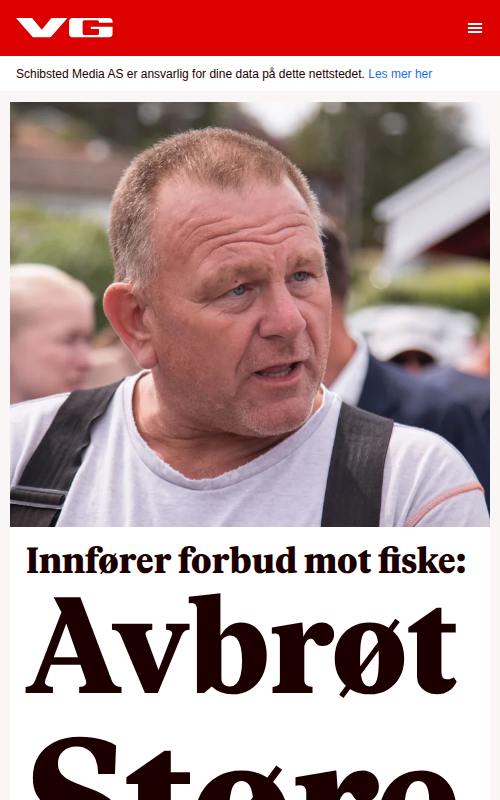 VG
Schibsted Media AS er ansvarlig for dine data på dette nettstedet. Les mer her
Innfører forbud mot fiske:
Avbrøt
Støre